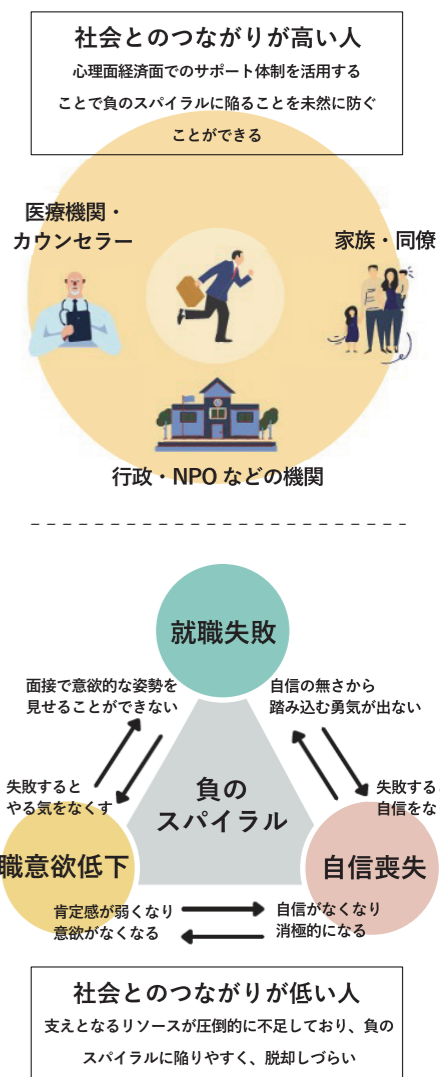 社会とのつながりが高い人
心理面経済面でのサポート体制を活用する
ことで負のスパイラルに陥ることを未然に防ぐ
ことができる
医療機関・
カウンセラー
家族・同僚
行政・NPO などの機関
就職失敗
面接で意欲的な姿勢を
見せることができない
自信の無さから
踏み込む勇気が出ない
負の
スパイラル
失敗すると
やる気をなくす
失敗する
自信をな
職意欲低下
自信喪失
肯定感が弱くなり
意欲がなくなる
自信がなくなり
消極的になる
社会とのつながりが低い人
支えとなるリソースが圧倒的に不足しており、負の
スパイラルに陥りやすく、脱却しづらい